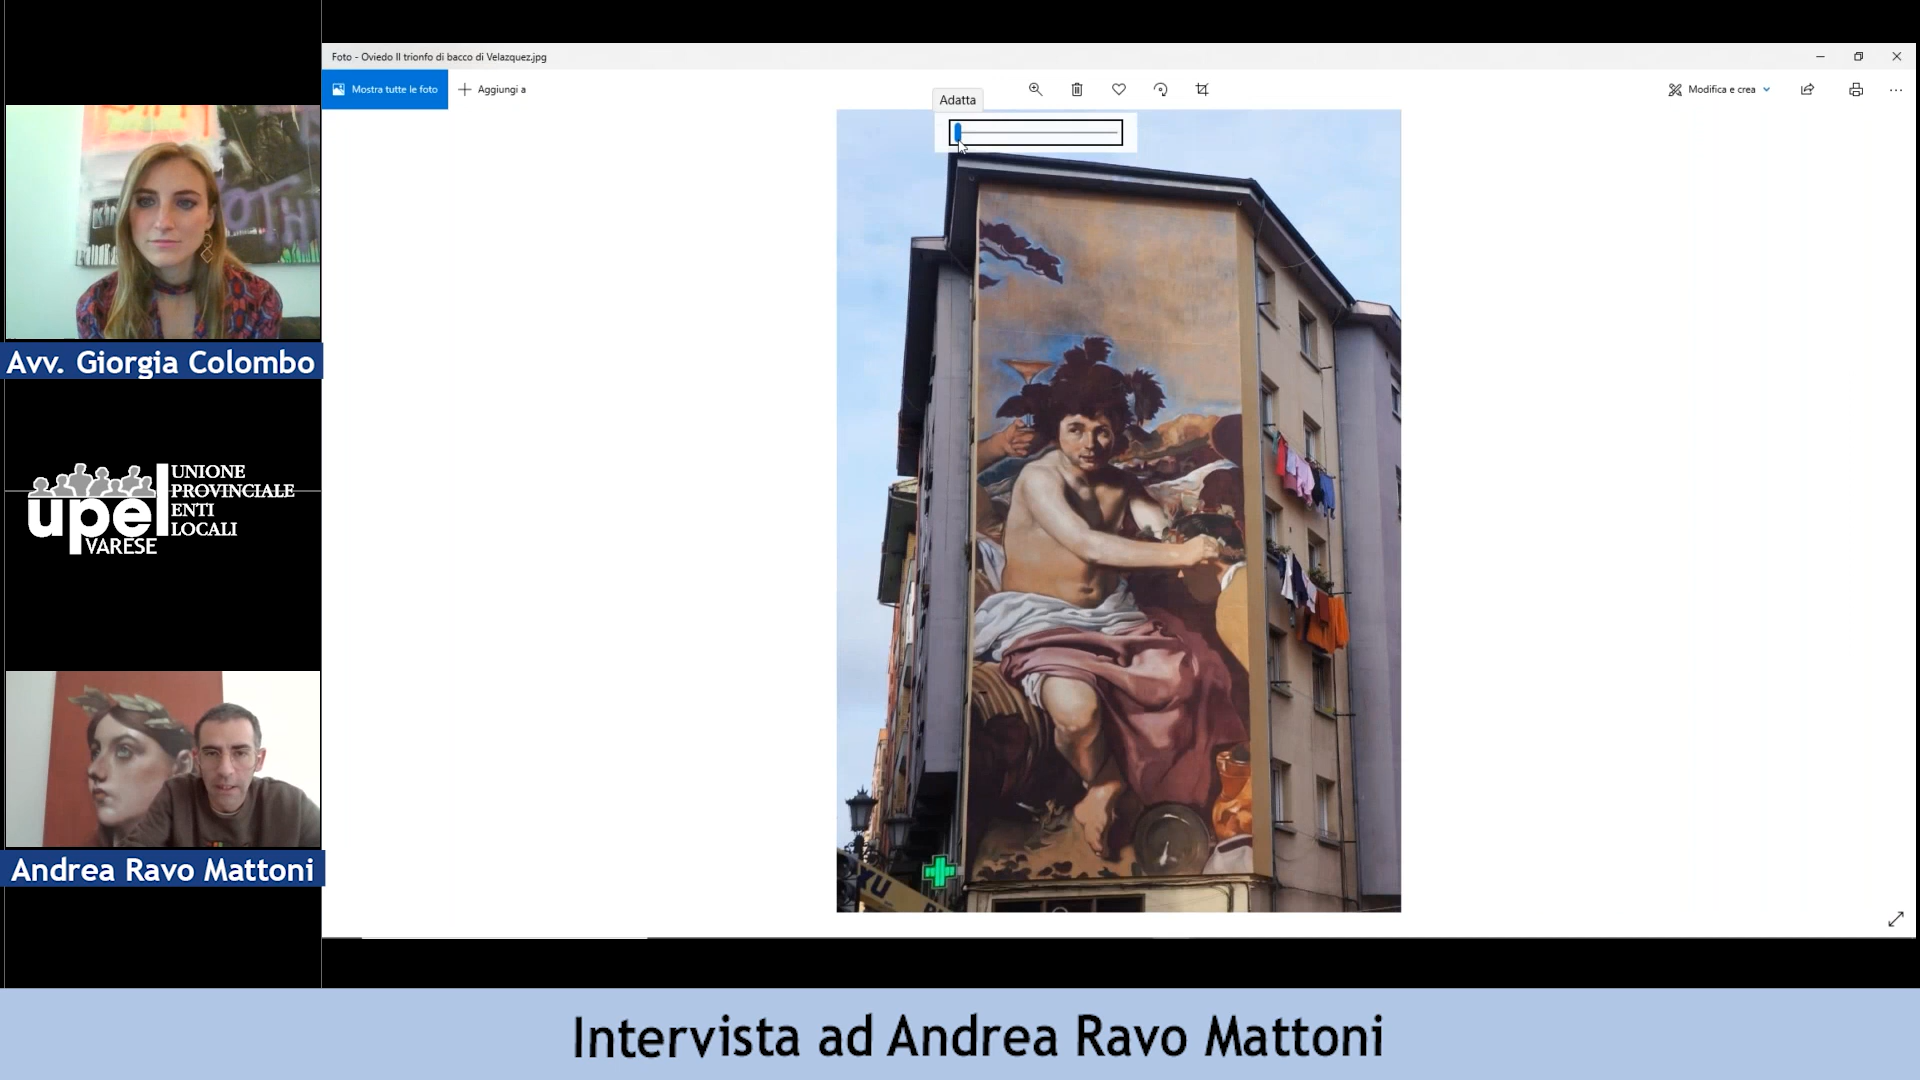 Foto - Oviedo Il trionfo di bacco di Velazquez.jpg
Mostra tutte le foto
Aggiungi a
Modifica e crea
Adatta
Avv. Giorgia Colombo
upel
VARESE
UNIONE
PROVINCIALE
ENTI
LOCALI
Andrea Ravo Mattoni
Intervista ad Andrea Ravo Mattoni